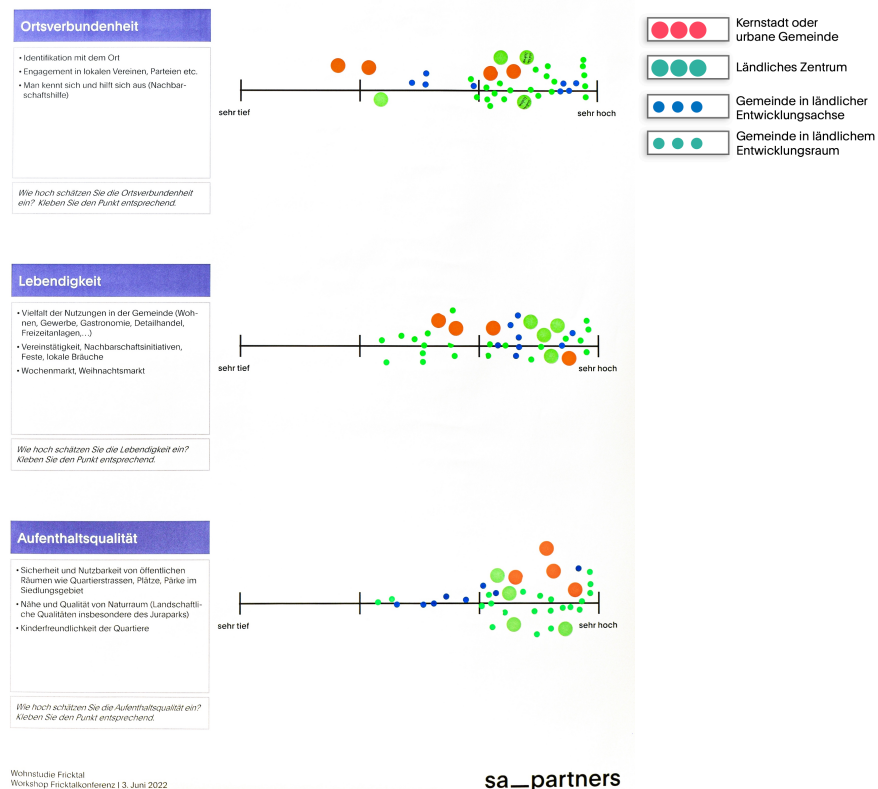 Ortsverbundenheit
• Identifikation mit dem Ort
• Engagement in lokalen Vereinen, Parteien etc.
• Man kennt sich und hilft sich aus (Nachbar-
schaftshilfe)
Wie hoch schätzen Sie die Ortsverbundenheit
ein? Kleben Sie den Punkt entsprechend.
sehr tief
sehr hoch
Kernstadt oder
urbane Gemeinde
Ländliches Zentrum
Gemeinde in ländlicher
Entwicklungsachse
Gemeinde in ländlichem
Entwicklungsraum
Lebendigkeit
• Vielfalt der Nutzungen in der Gemeinde (Woh-
nen, Gewerbe, Gastronomie, Detailhandel,
Freizeitanlagen,...)
• Vereinstätigkeit, Nachbarschaftsinitiativen,
Feste, lokale Bräuche
• Wochenmarkt, Weihnachtsmarkt
Wie hoch schätzen Sie die Lebendigkeit ein?
Kleben Sie den Punkt entsprechend.
sehr tief
sehr hoch
Aufenthaltsqualität
• Sicherheit und Nutzbarkeit von öffentlichen
Räumen wie Quartierstrassen, Plätze, Pärke im
Siedlungsgebiet
• Nähe und Qualität von Naturraum (Landschaftli-
che Qualitäten insbesondere des Juraparks)
• Kinderfreundlichkeit der Quartiere
Wie hoch schätzen Sie die Aufenthaltsqualität ein?
Kleben Sie den Punkt entsprechend.
sehr tief
sehr hoch
Wohnstudie Fricktal
Workshop Fricktalkonferenz | 3. Juni 2022
sa_partners